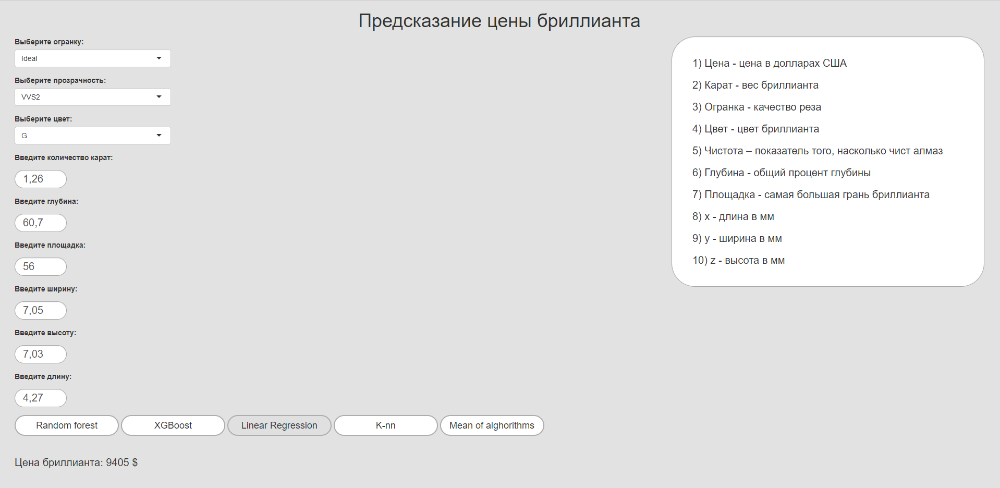 Предсказание цены бриллианта
Выберите огранку:
Ideal
Выберите прозрачность:
VVS2
Выберите цвет:
G
Введите количество карат:
1,26
Введите глубина:
60,7
Введите площадка:
56
Введите ширину:
7,05
Введите высоту:
7,03
Введите длину:
4,27
Random forest XGBoost Linear Regression K-nn Mean of alghorithms
Цена бриллианта: 9405 $
1) Цена - цена в долларах США
2) Карат - вес бриллианта
3) Огранка - качество реза
4) Цвет - цвет бриллианта
5) Чистота – показатель того, насколько чист алмаз
6) Глубина - общий процент глубины
7) Площадка - самая большая грань бриллианта
8) x - длина в мм
9) y - ширина в мм
10) z - высота в мм